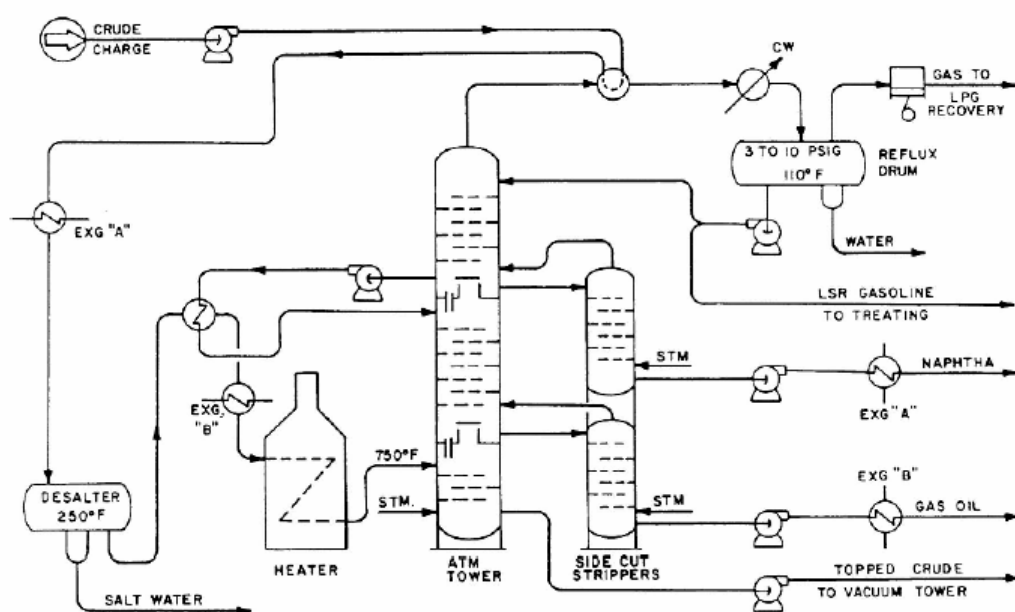 CRUDE
CHARGE
CW
GAS TO
LPG
RECOVERY
3 TO 10 PSIG
110°F
REFLUX
DRUM
EXG "A"
WATER
LSR GASOLINE
TO TREATING
STM
NAPHTHA
EXG "A"
EXG,
"B"
750°F
DESALTER
250°F
STM.
STM
EXG "B"
GAS OIL
HEATER
ATM
TOWER
SIDE CUT
STRIPPERS
TOPPED CRUDE
TO VACUUM TOWER
SALT WATER